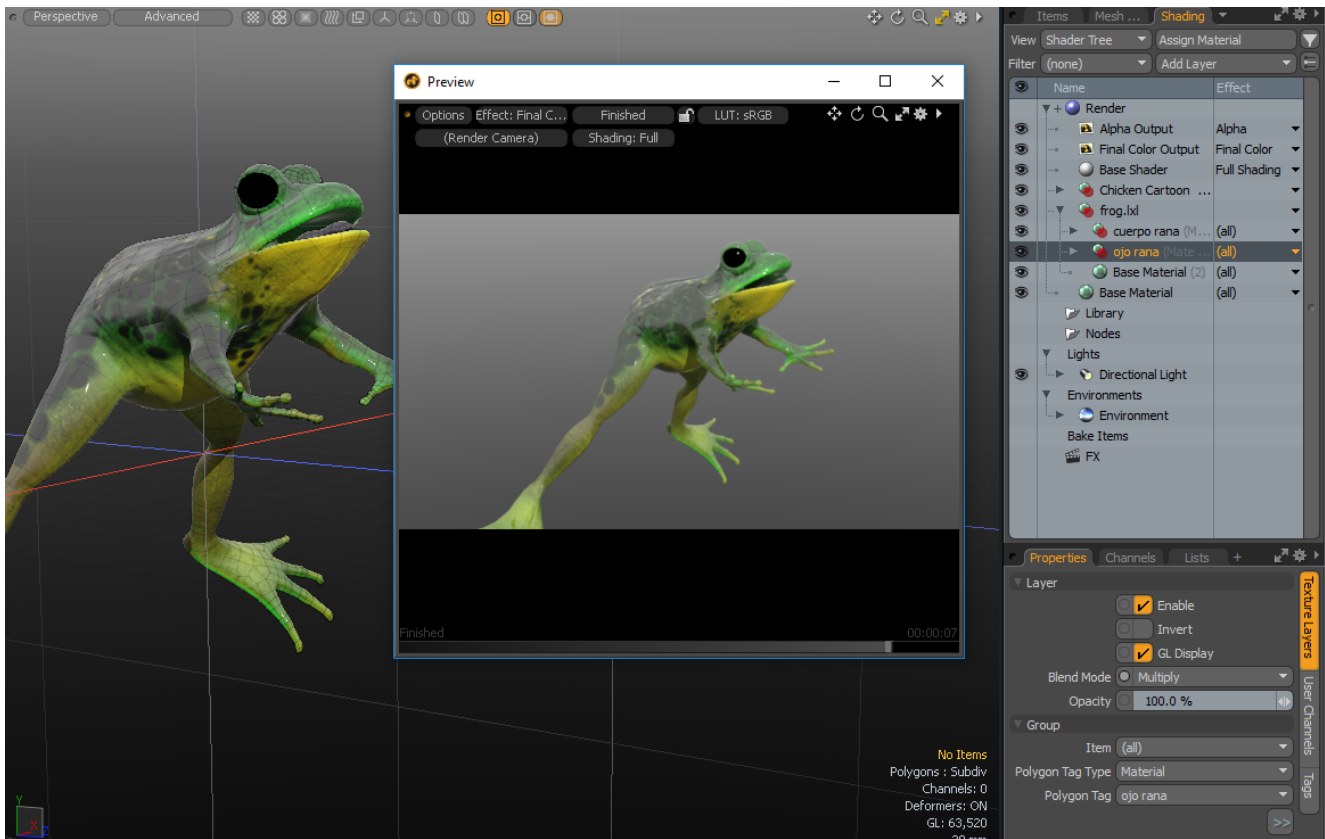 Perspective
Advanced
Preview
Options
Effect: Final C...
Finished
LUT: sRGB
(Render Camera)
Shading: Full
Finished
00:00:07
No Items
Polygons : Subdiv
Channels: 0
Deformers: ON
GL: 63,520
Y
X
Z
Items
Mesh ...
Shading
+
View
Shader Tree
Assign Material
Filter
(none)
Add Layer
Name
Effect
Render
Alpha Output
Alpha
Final Color Output
Final Color
Base Shader
Full Shading
Chicken Cartoon ...
frog.lxl
cuerpo rana (M...
(all)
ojo rana (Mate ...
(all)
Base Material (2)
(all)
Base Material
(all)
Library
Nodes
Lights
Directional Light
Environments
Environment
Bake Items
FX
Properties
Channels
Lists
+
Layer
Enable
Invert
GL Display
Blend Mode
Multiply
Opacity
100.0 %
Group
Item
(all)
Polygon Tag Type
Material
Polygon Tag
ojo rana
>>
Texture Layers
User Channels
Tags